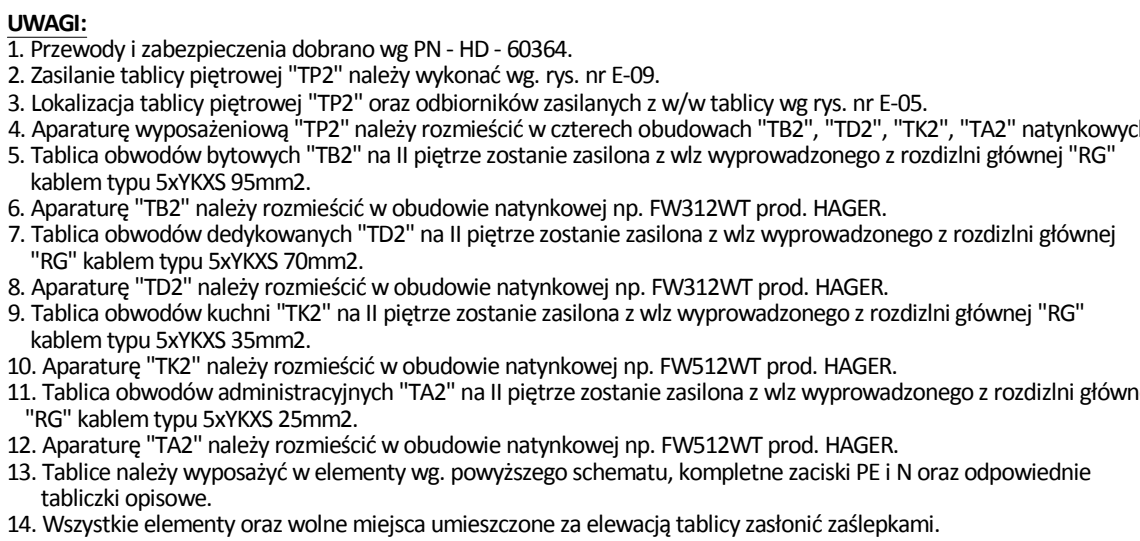 UWAGI:
1. Przewody i zabezpieczenia dobrano wg PN - HD - 60364.
2. Zasilanie tablicy piętrowej "TP2" należy wykonać wg. rys. nr E-09.
3. Lokalizacja tablicy piętrowej "TP2" oraz odbiorników zasilanych z w/w tablicy wg rys. nr E-05.
4. Aparaturę wyposażeniową "TP2" należy rozmieścić w czterech obudowach "TB2", "TD2", "TK2", "TA2" natynkowych
5. Tablica obwodów bytowych "TB2" na II piętrze zostanie zasilona z wlz wyprowadzonego z rozdizlni głównej "RG"
kablem typu 5xYKXS 95mm2.
6. Aparaturę "TB2" należy rozmieścić w obudowie natynkowej np. FW312WT prod. HAGER.
7. Tablica obwodów dedykowanych "TD2" na II piętrze zostanie zasilona z wlz wyprowadzonego z rozdizlni głównej
"RG" kablem typu 5xYKXS 70mm2.
8. Aparaturę "TD2" należy rozmieścić w obudowie natynkowej np. FW312WT prod. HAGER.
9. Tablica obwodów kuchni "TK2" na II piętrze zostanie zasilona z wlz wyprowadzonego z rozdizlni głównej "RG"
kablem typu 5xYKXS 35mm2.
10. Aparaturę "TK2" należy rozmieścić w obudowie natynkowej np. FW512WT prod. HAGER.
11. Tablica obwodów administracyjnych "TA2" na II piętrze zostanie zasilona z wlz wyprowadzonego z rozdizlni główn
"RG" kablem typu 5xYKXS 25mm2.
12. Aparaturę "TA2" należy rozmieścić w obudowie natynkowej np. FW512WT prod. HAGER.
13. Tablice należy wyposażyć w elementy wg. powyższego schematu, kompletne zaciski PE i N oraz odpowiednie
tabliczki opisowe.
14. Wszystkie elementy oraz wolne miejsca umieszczone za elewacją tablicy zasłonić zaślepkami.